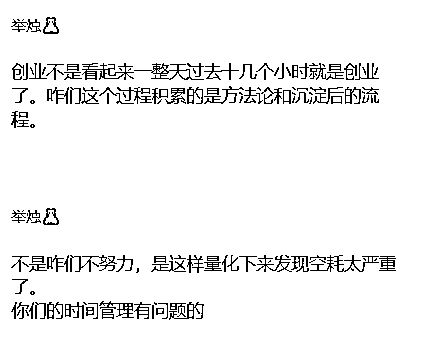 举烛
创业不是看起来一整天过去十几个小时就是创业
了。咋们这个过程积累的是方法论和沉淀后的流
程。
举烛
不是咋们不努力，是这样量化下来发现空耗太严重
了。
你们的时间管理有问题的